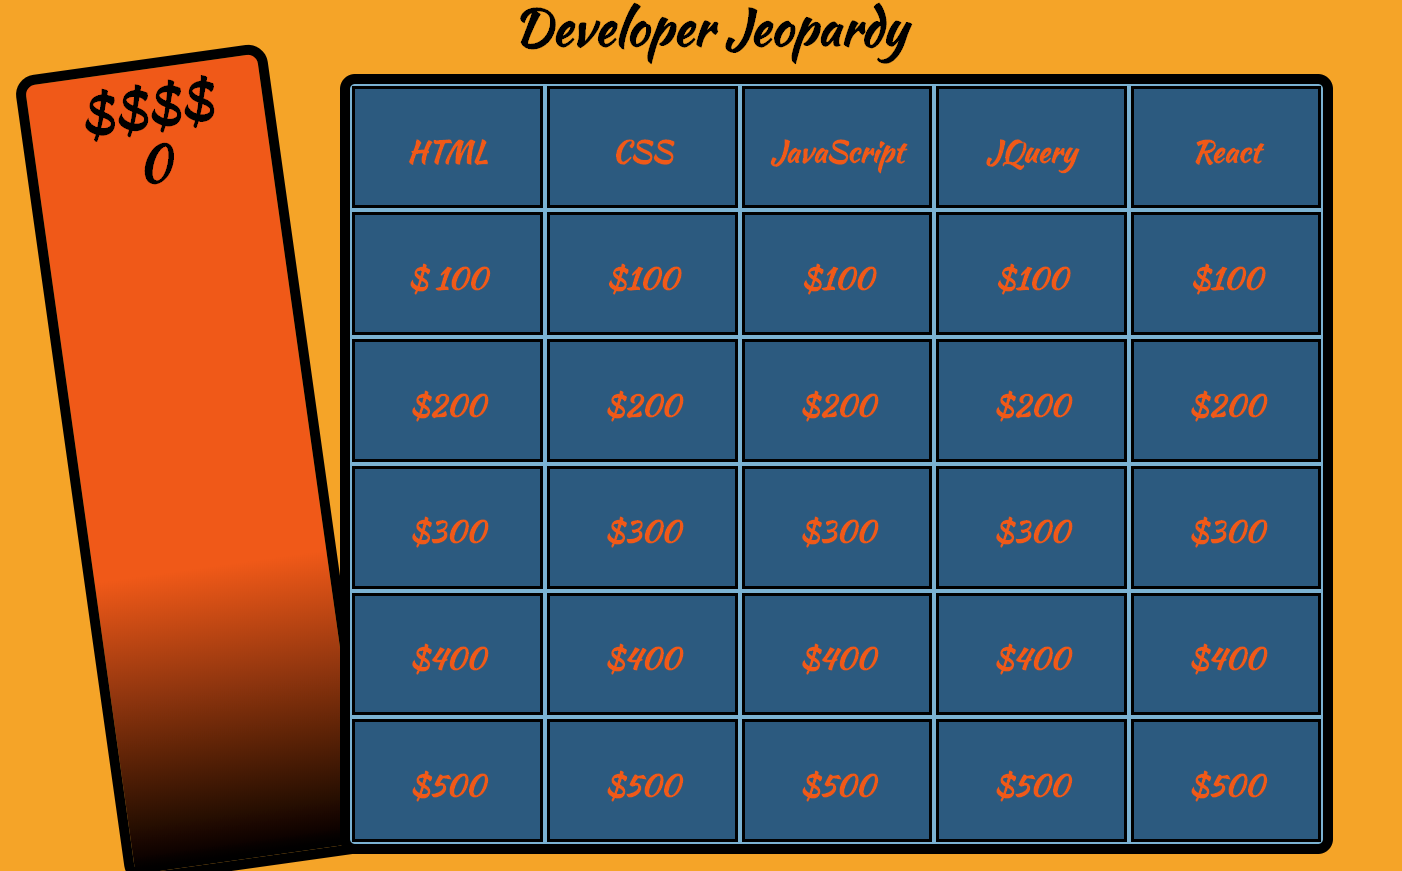 Developer Jeopardy
$$$$
0
HTML CSS JavaScript JQuery React
$ 100 $100 $100 $100 $100
$200 $200 $200 $200 $200
$300 $300 $300 $300 $300
$400 $400 $400 $400 $400
$500 $500 $500 $500 $500